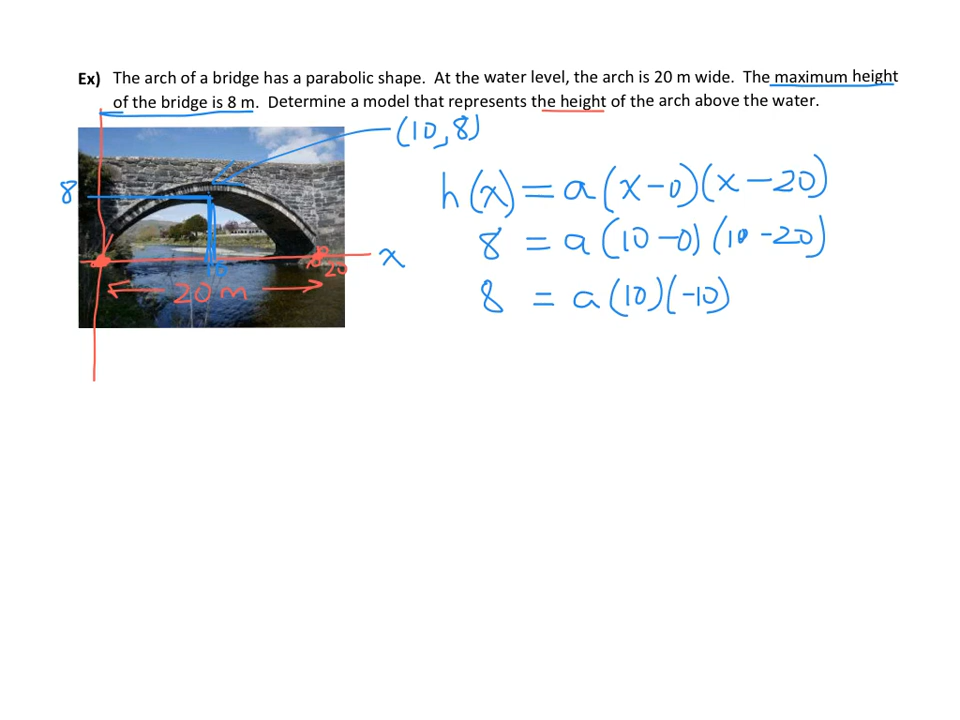 Ex) The arch of a bridge has a parabolic shape. At the water level, the arch is 20 m wide. The maximum height
of the bridge is 8 m. Determine a model that represents the height of the arch above the water.
(10,8)
8
h(x) = a(x-0)(x-20)
8 = a(10-0)(10-20)
x
20
10
20 m
8 = a(10)(-10)